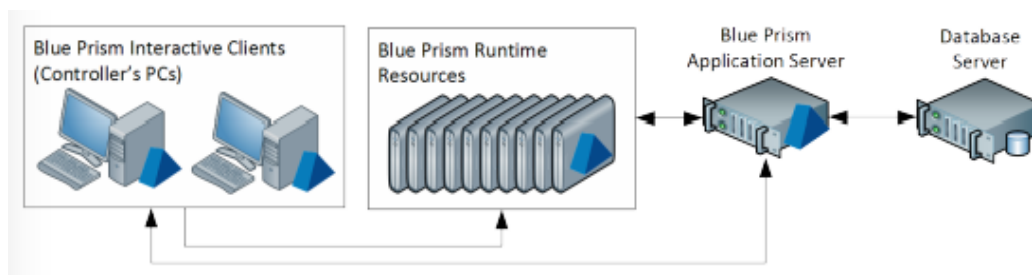 Blue Prism Interactive Clients
(Controller's PCs)
Blue Prism Runtime
Resources
Blue Prism
Application Server
Database
Server